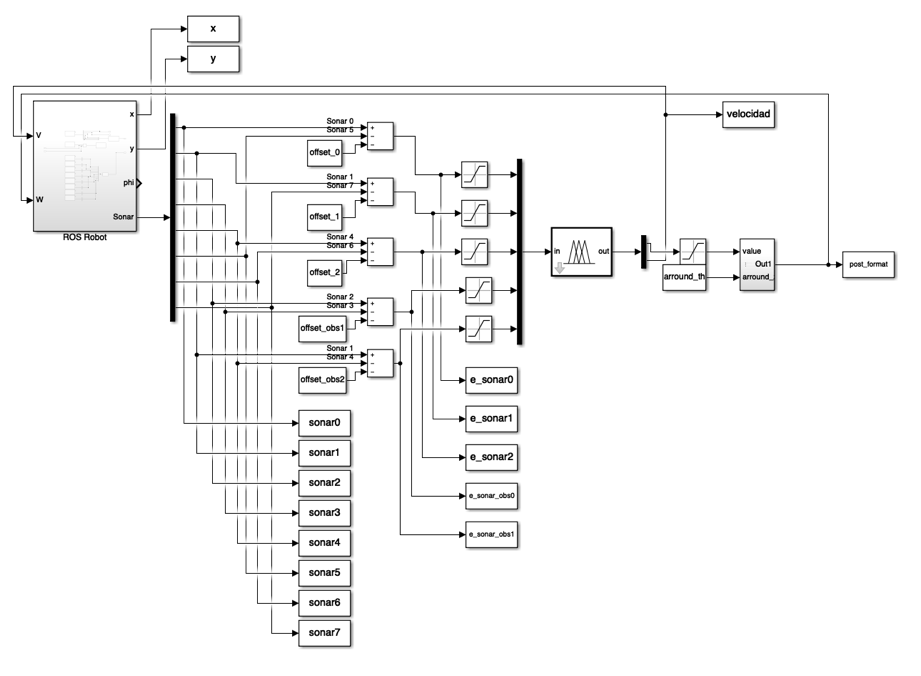 x
y
V
W
x
y
phi
Sonar
ROS Robot
Sonar 0
Sonar 5
offset_0
+
−
−
Sonar 1
Sonar 7
offset_1
+
−
−
Sonar 4
Sonar 6
offset_2
+
−
−
Sonar 2
Sonar 3
offset_obs1
+
−
−
Sonar 1
Sonar 4
offset_obs2
+
−
−
in
out
velocidad
arround_th
value
Out1
arround_
post_format
e_sonar0
e_sonar1
e_sonar2
e_sonar_obs0
e_sonar_obs1
sonar0
sonar1
sonar2
sonar3
sonar4
sonar5
sonar6
sonar7